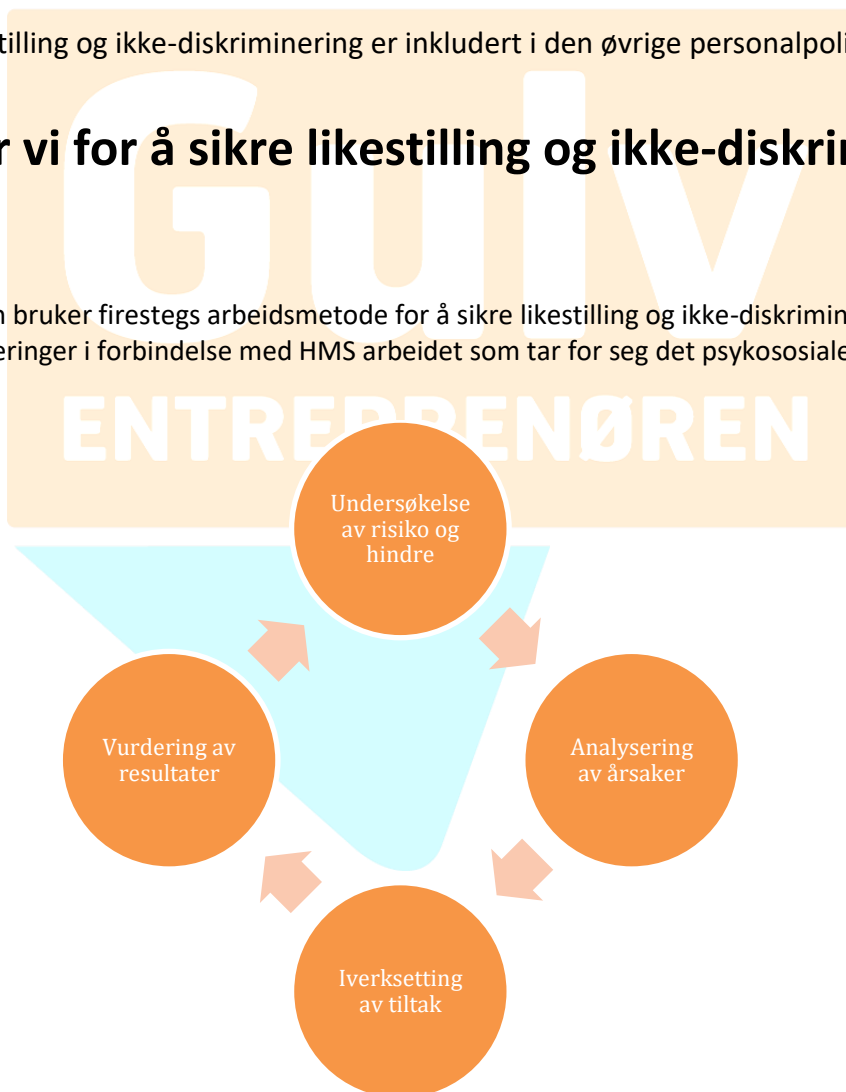 tilling og ikke-diskriminering er inkludert i den øvrige personalpoli
r vi for å sikre likestilling og ikke-diskri
Gulv
bruker firestegs arbeidsmetode for å sikre likestilling og ikke-diskrimin
eringer i forbindelse med HMS arbeidet som tar for seg det psykososiale
ENTREPRENØREN
Undersøkelse
av risiko og
hindre
Vurdering av
resultater
Analysering
av årsaker
Iverksetting
av tiltak